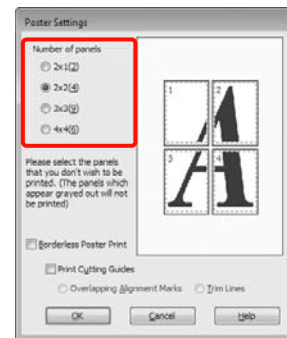 Poster Settings
Number of panels
2x1(2)
2x2(4)
3x3(9)
4x4(6)
1
2
3
4
Please select the panels
that you don't wish to be
printed. (The panels which
appear grayed out will not
be printed)
Borderless Poster Print
Print Cutting Guides
Overlapping Alignment Marks
Trim Lines
OK
Cancel
Help